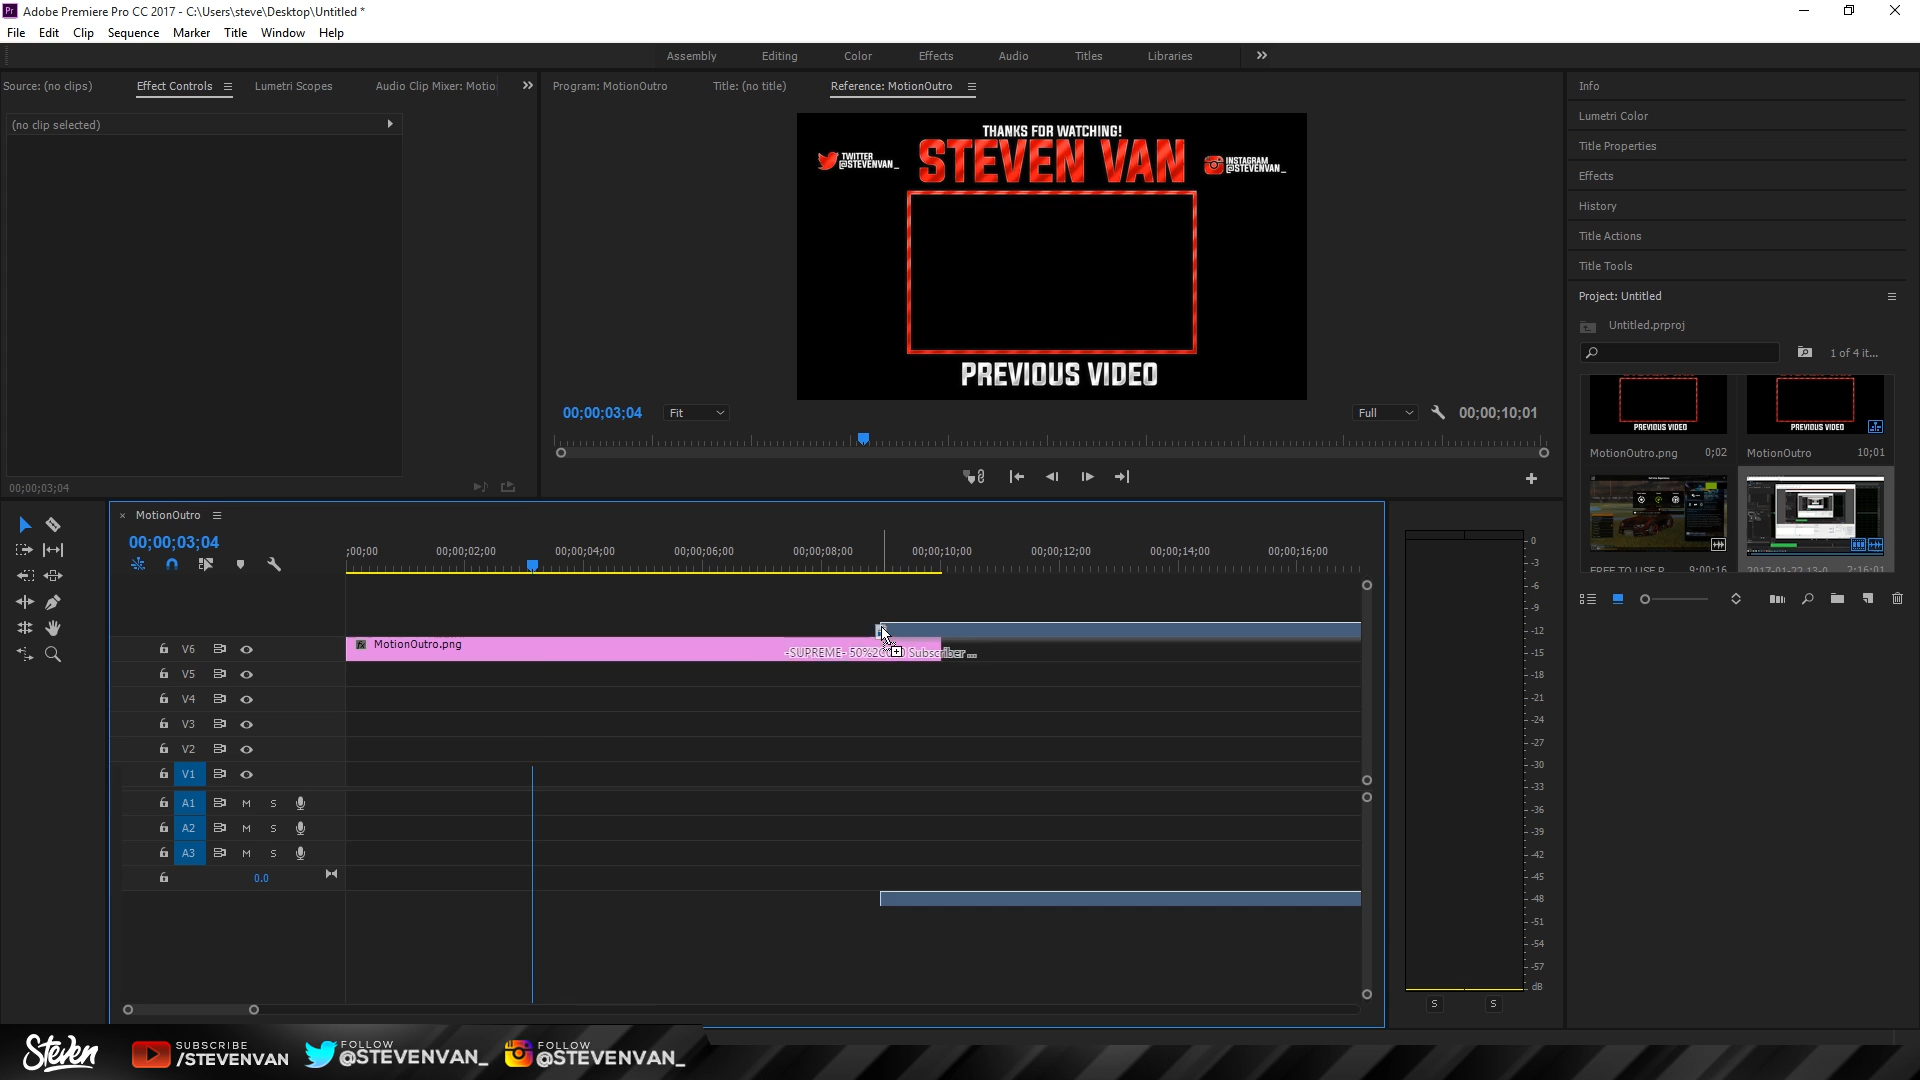 Adobe Premiere Pro CC 2017 - C:\Users\steve\Desktop\Untitled *
File Edit Clip Sequence Marker Title Window Help
Assembly Editing Color Effects Audio Titles Libraries
Source: (no clips) Effect Controls Lumetri Scopes Audio Clip Mixer: Motio
(no clip selected)
00;00;03;04
Program: MotionOutro Title: (no title) Reference: MotionOutro
THANKS FOR WATCHING!
STEVEN VAN
TWITTER
@STEVENVAN_
INSTAGRAM
@STEVENVAN_
PREVIOUS VIDEO
00;00;03;04 Fit Full 00;00;10;01
Info
Lumetri Color
Title Properties
Effects
History
Title Actions
Title Tools
Project: Untitled
Untitled.prproj
1 of 4 it...
PREVIOUS VIDEO
PREVIOUS VIDEO
MotionOutro.png 0;02
MotionOutro 10;01
FREE TO USE R 9:00:16
2017-01-22 13-0 2:16:01
MotionOutro
00;00;03;04
;00;00 00;00;02;00 00;00;04;00 00;00;06;00 00;00;08;00 00;00;10;00 00;00;12;00 00;00;14;00 00;00;16;00
V6
MotionOutro.png
Subscriber ...
V5
V4
V3
V2
V1
A1 M S
A2 M S
A3 M S
0.0
0
-3
-6
-9
-12
-15
-18
-21
-24
-27
-30
-33
-36
-39
-42
-45
-48
-51
-54
-57
dB
S S
Steven
SUBSCRIBE
/STEVENVAN
FOLLOW
@STEVENVAN_
FOLLOW
@STEVENVAN_